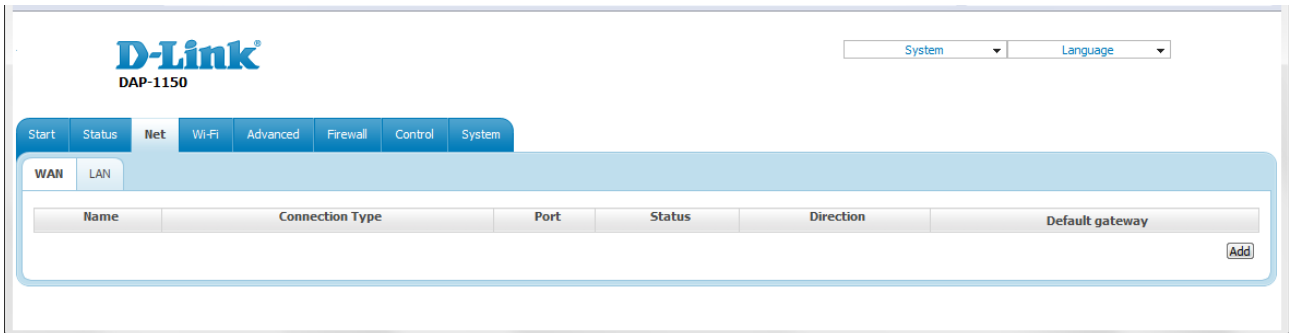 D-Link®
DAP-1150
System Language
Start Status Net Wi-Fi Advanced Firewall Control System
WAN LAN
Name Connection Type Port Status Direction Default gateway
Add